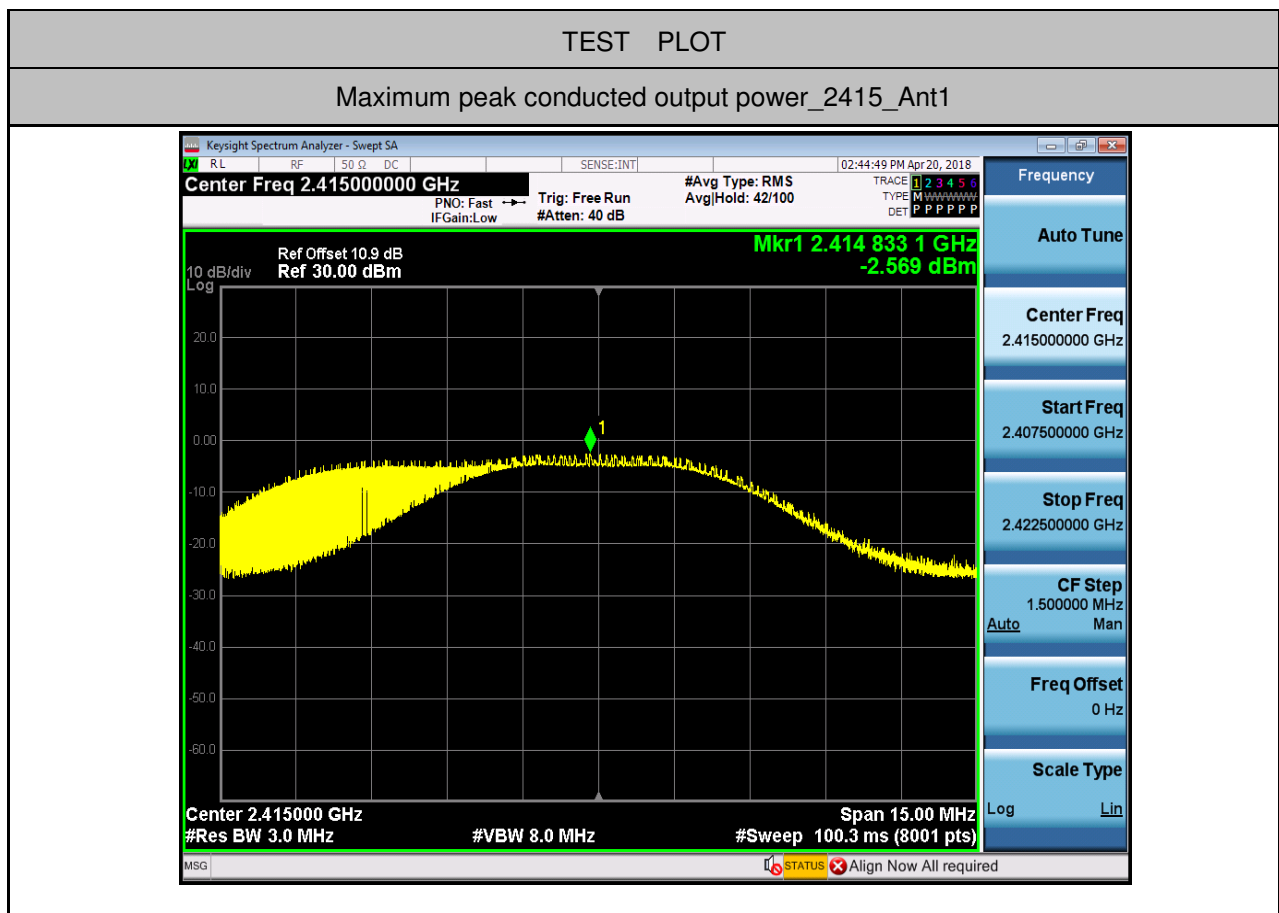 TEST PLOT
Maximum peak conducted output power_2415_Ant1
Keysight Spectrum Analyzer - Swept SA
LXI RL RF 50 Ω DC SENSE:INT 02:44:49 PM Apr 20, 2018
Center Freq 2.415000000 GHz
PNO: Fast
IFGain:Low
Trig: Free Run
#Atten: 40 dB
#Avg Type: RMS
Avg|Hold: 42/100
TRACE 1 2 3 4 5 6
TYPE M W W W W W
DET P P P P P P
Mkr1 2.414 833 1 GHz
-2.569 dBm
Ref Offset 10.9 dB
10 dB/div Ref 30.00 dBm
Log
20.0
10.0
0.00
-10.0
-20.0
-30.0
-40.0
-50.0
-60.0
1
Center 2.415000 GHz Span 15.00 MHz
#Res BW 3.0 MHz #VBW 8.0 MHz #Sweep 100.3 ms (8001 pts)
MSG STATUS Align Now All required
Frequency
Auto Tune
Center Freq
2.415000000 GHz
Start Freq
2.407500000 GHz
Stop Freq
2.422500000 GHz
CF Step
1.500000 MHz
Auto Man
Freq Offset
0 Hz
Scale Type
Log Lin